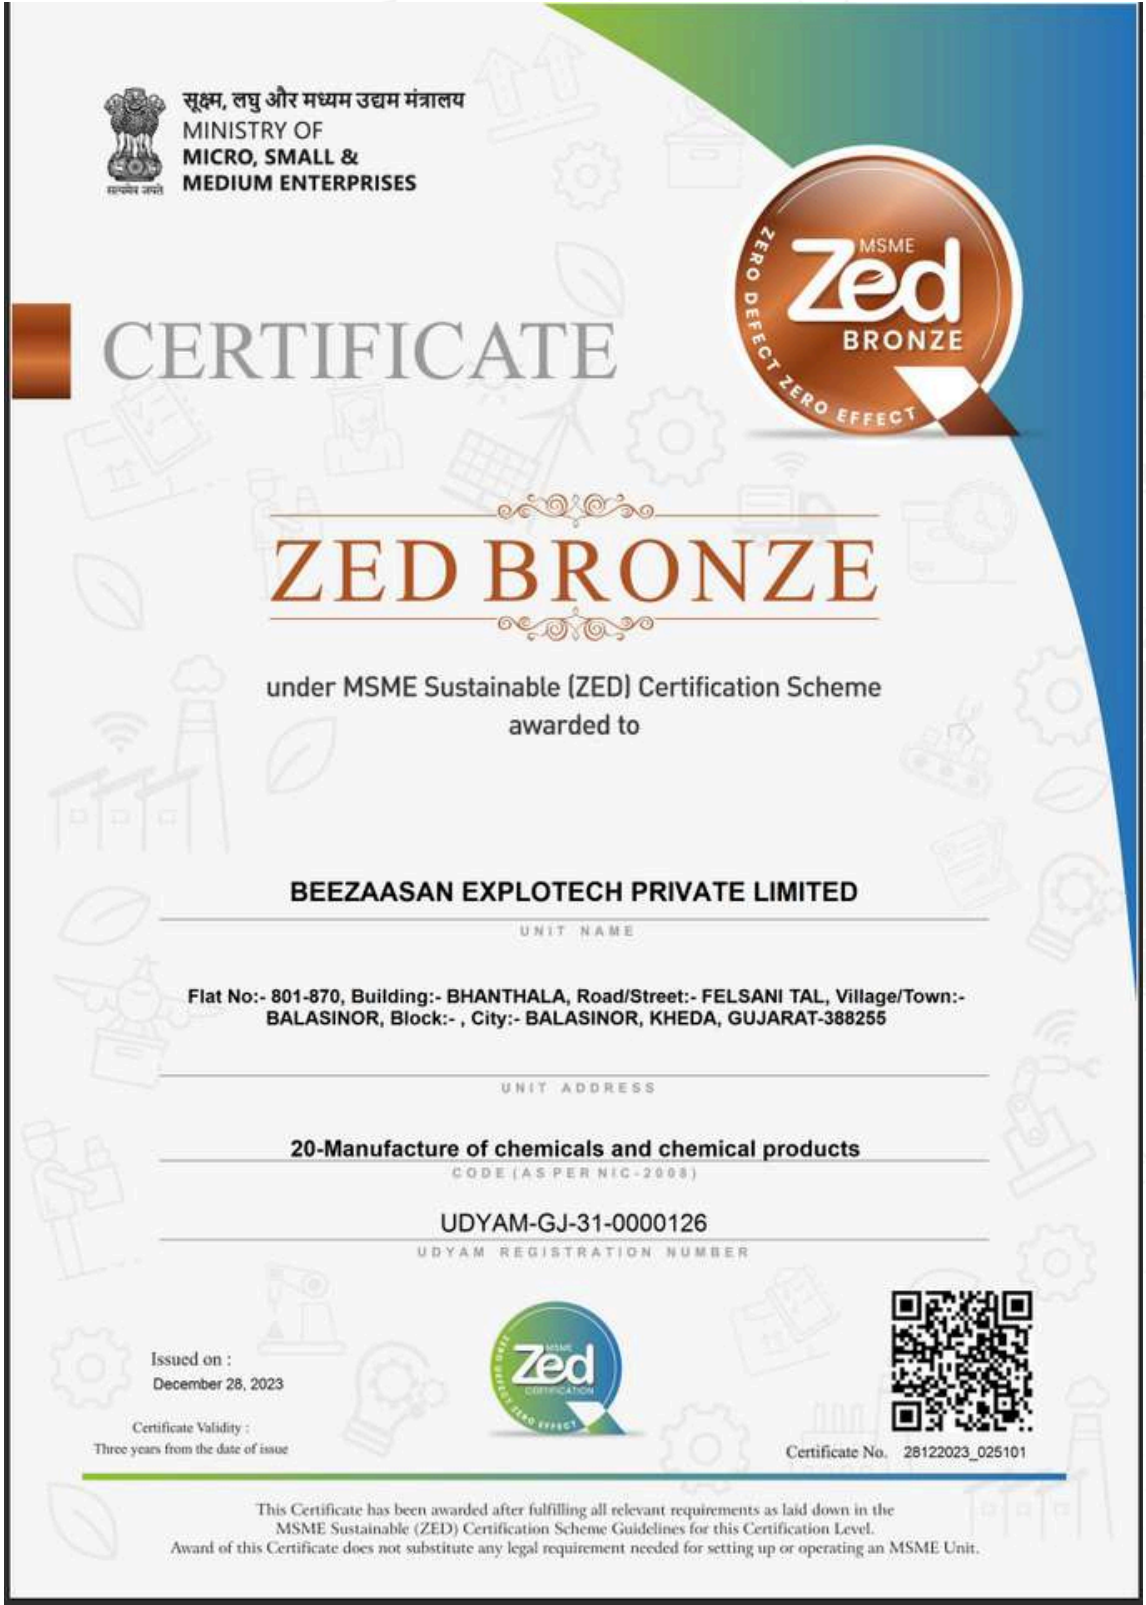 सूक्ष्म, लघु और मध्यम उद्यम मंत्रालय
MINISTRY OF
MICRO, SMALL &
MEDIUM ENTERPRISES
सत्यमेव जयते
MSME
Zed
BRONZE
ZERO DEFECT ZERO EFFECT
CERTIFICATE
ZED BRONZE
under MSME Sustainable (ZED) Certification Scheme
awarded to
BEEZAASAN EXPLOTECH PRIVATE LIMITED
UNIT NAME
Flat No:- 801-870, Building:- BHANTHALA, Road/Street:- FELSANI TAL, Village/Town:-
BALASINOR, Block:- , City:- BALASINOR, KHEDA, GUJARAT-388255
UNIT ADDRESS
20-Manufacture of chemicals and chemical products
CODE (AS PER NIC-2008)
UDYAM-GJ-31-0000126
UDYAM REGISTRATION NUMBER
MSME
Zed
CERTIFICATION
ZERO DEFECT ZERO EFFECT
Issued on :
December 28, 2023
Certificate Validity :
Three years from the date of issue
Certificate No. 28122023_025101
This Certificate has been awarded after fulfilling all relevant requirements as laid down in the
MSME Sustainable (ZED) Certification Scheme Guidelines for this Certification Level.
Award of this Certificate does not substitute any legal requirement needed for setting up or operating an MSME Unit.